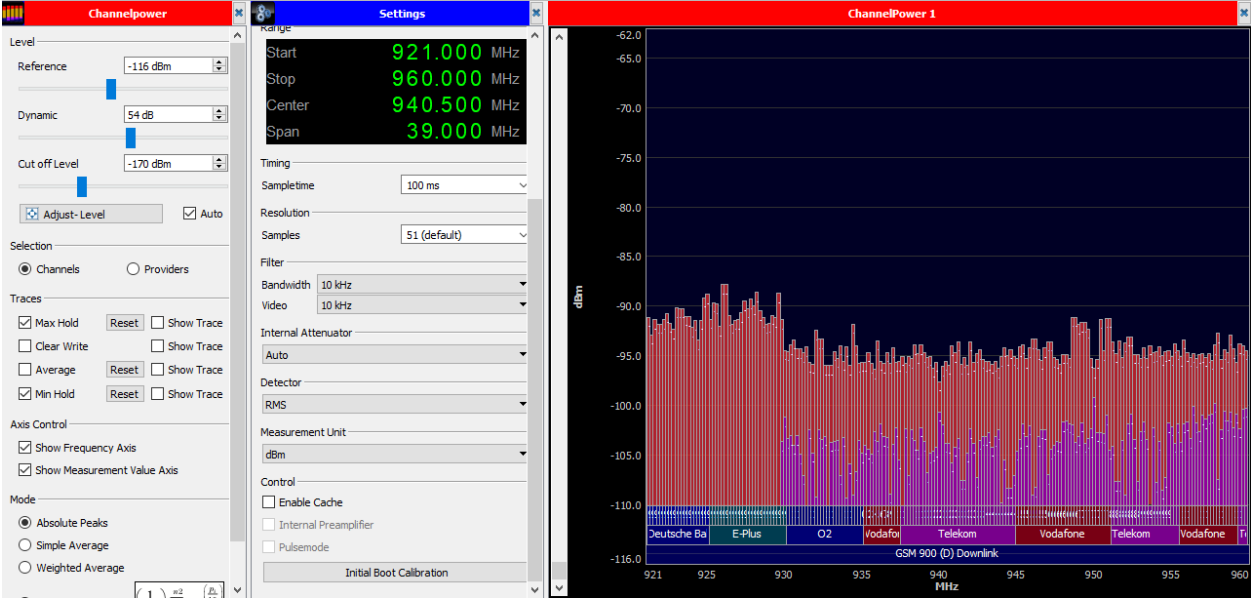 Channelpower
Level
Reference -116 dBm
Dynamic 54 dB
Cut off Level -170 dBm
Adjust-Level Auto
Selection
Channels Providers
Traces
Max Hold Reset Show Trace
Clear Write Show Trace
Average Reset Show Trace
Min Hold Reset Show Trace
Axis Control
Show Frequency Axis
Show Measurement Value Axis
Mode
Absolute Peaks
Simple Average
Weighted Average
Settings
Range
Start 921.000 MHz
Stop 960.000 MHz
Center 940.500 MHz
Span 39.000 MHz
Timing
Sampletime 100 ms
Resolution
Samples 51 (default)
Filter
Bandwidth 10 kHz
Video 10 kHz
Internal Attenuator
Auto
Detector
RMS
Measurement Unit
dBm
Control
Enable Cache
Internal Preamplifier
Pulsemode
Initial Boot Calibration
ChannelPower 1
-62.0
-65.0
-70.0
-75.0
-80.0
-85.0
dBm
-90.0
-95.0
-100.0
-105.0
-110.0
-116.0
Deutsche Ba E-Plus O2 Vodafor Telekom Vodafone Telekom Vodafone
GSM 900 (D) Downlink
921 925 930 935 940 945 950 955 960
MHz